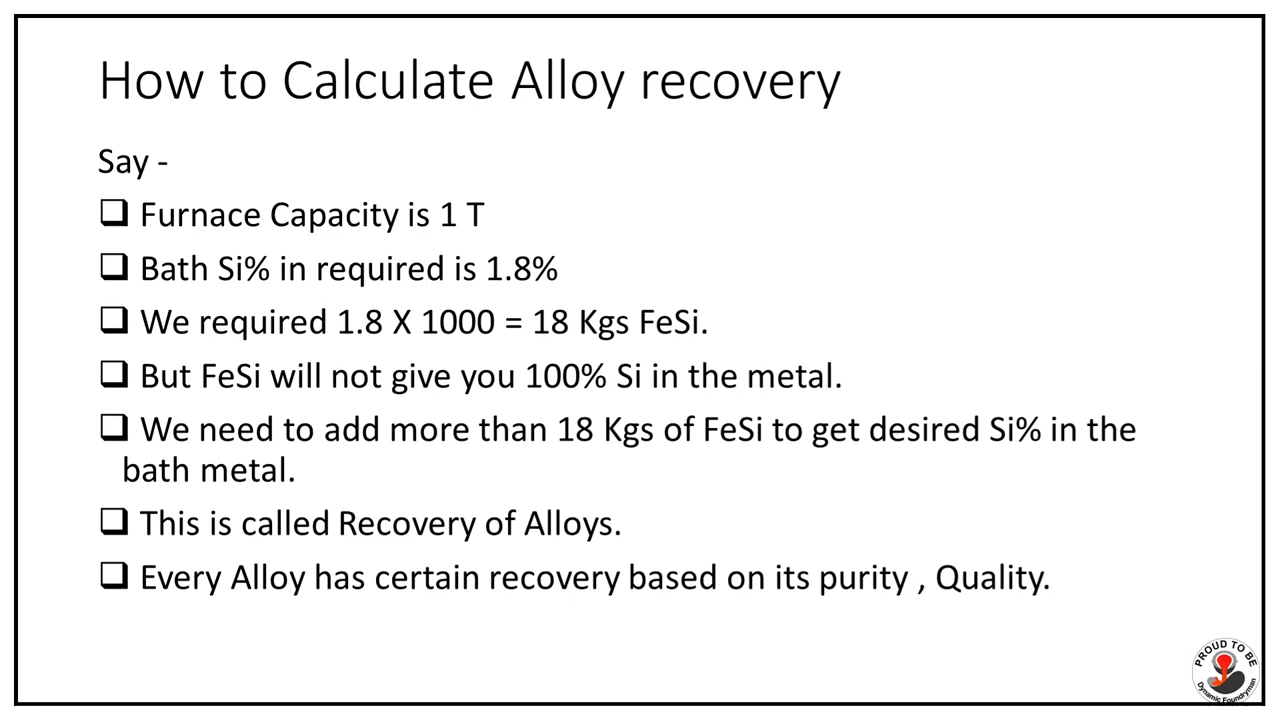 How to Calculate Alloy recovery
Say -
❑ Furnace Capacity is 1 T
❑ Bath Si% in required is 1.8%
❑ We required 1.8 X 1000 = 18 Kgs FeSi.
❑ But FeSi will not give you 100% Si in the metal.
❑ We need to add more than 18 Kgs of FeSi to get desired Si% in the
bath metal.
❑ This is called Recovery of Alloys.
❑ Every Alloy has certain recovery based on its purity , Quality.
PROUD TO BE
Dynamic Foundryman